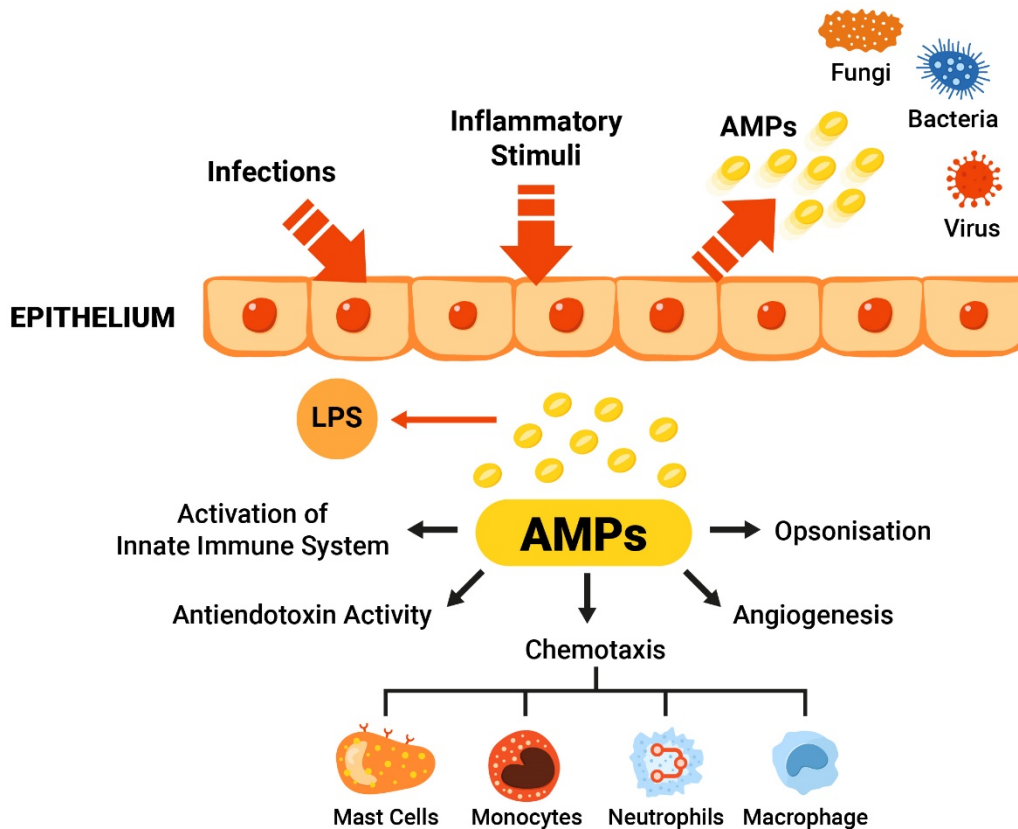 Fungi
Bacteria
AMPs
Inflammatory
Stimuli
Infections
Virus
EPITHELIUM
LPS
AMPs
Activation of
Innate Immune System
Opsonisation
Antiendotoxin Activity
Angiogenesis
Chemotaxis
Mast Cells
Monocytes
Neutrophils
Macrophage